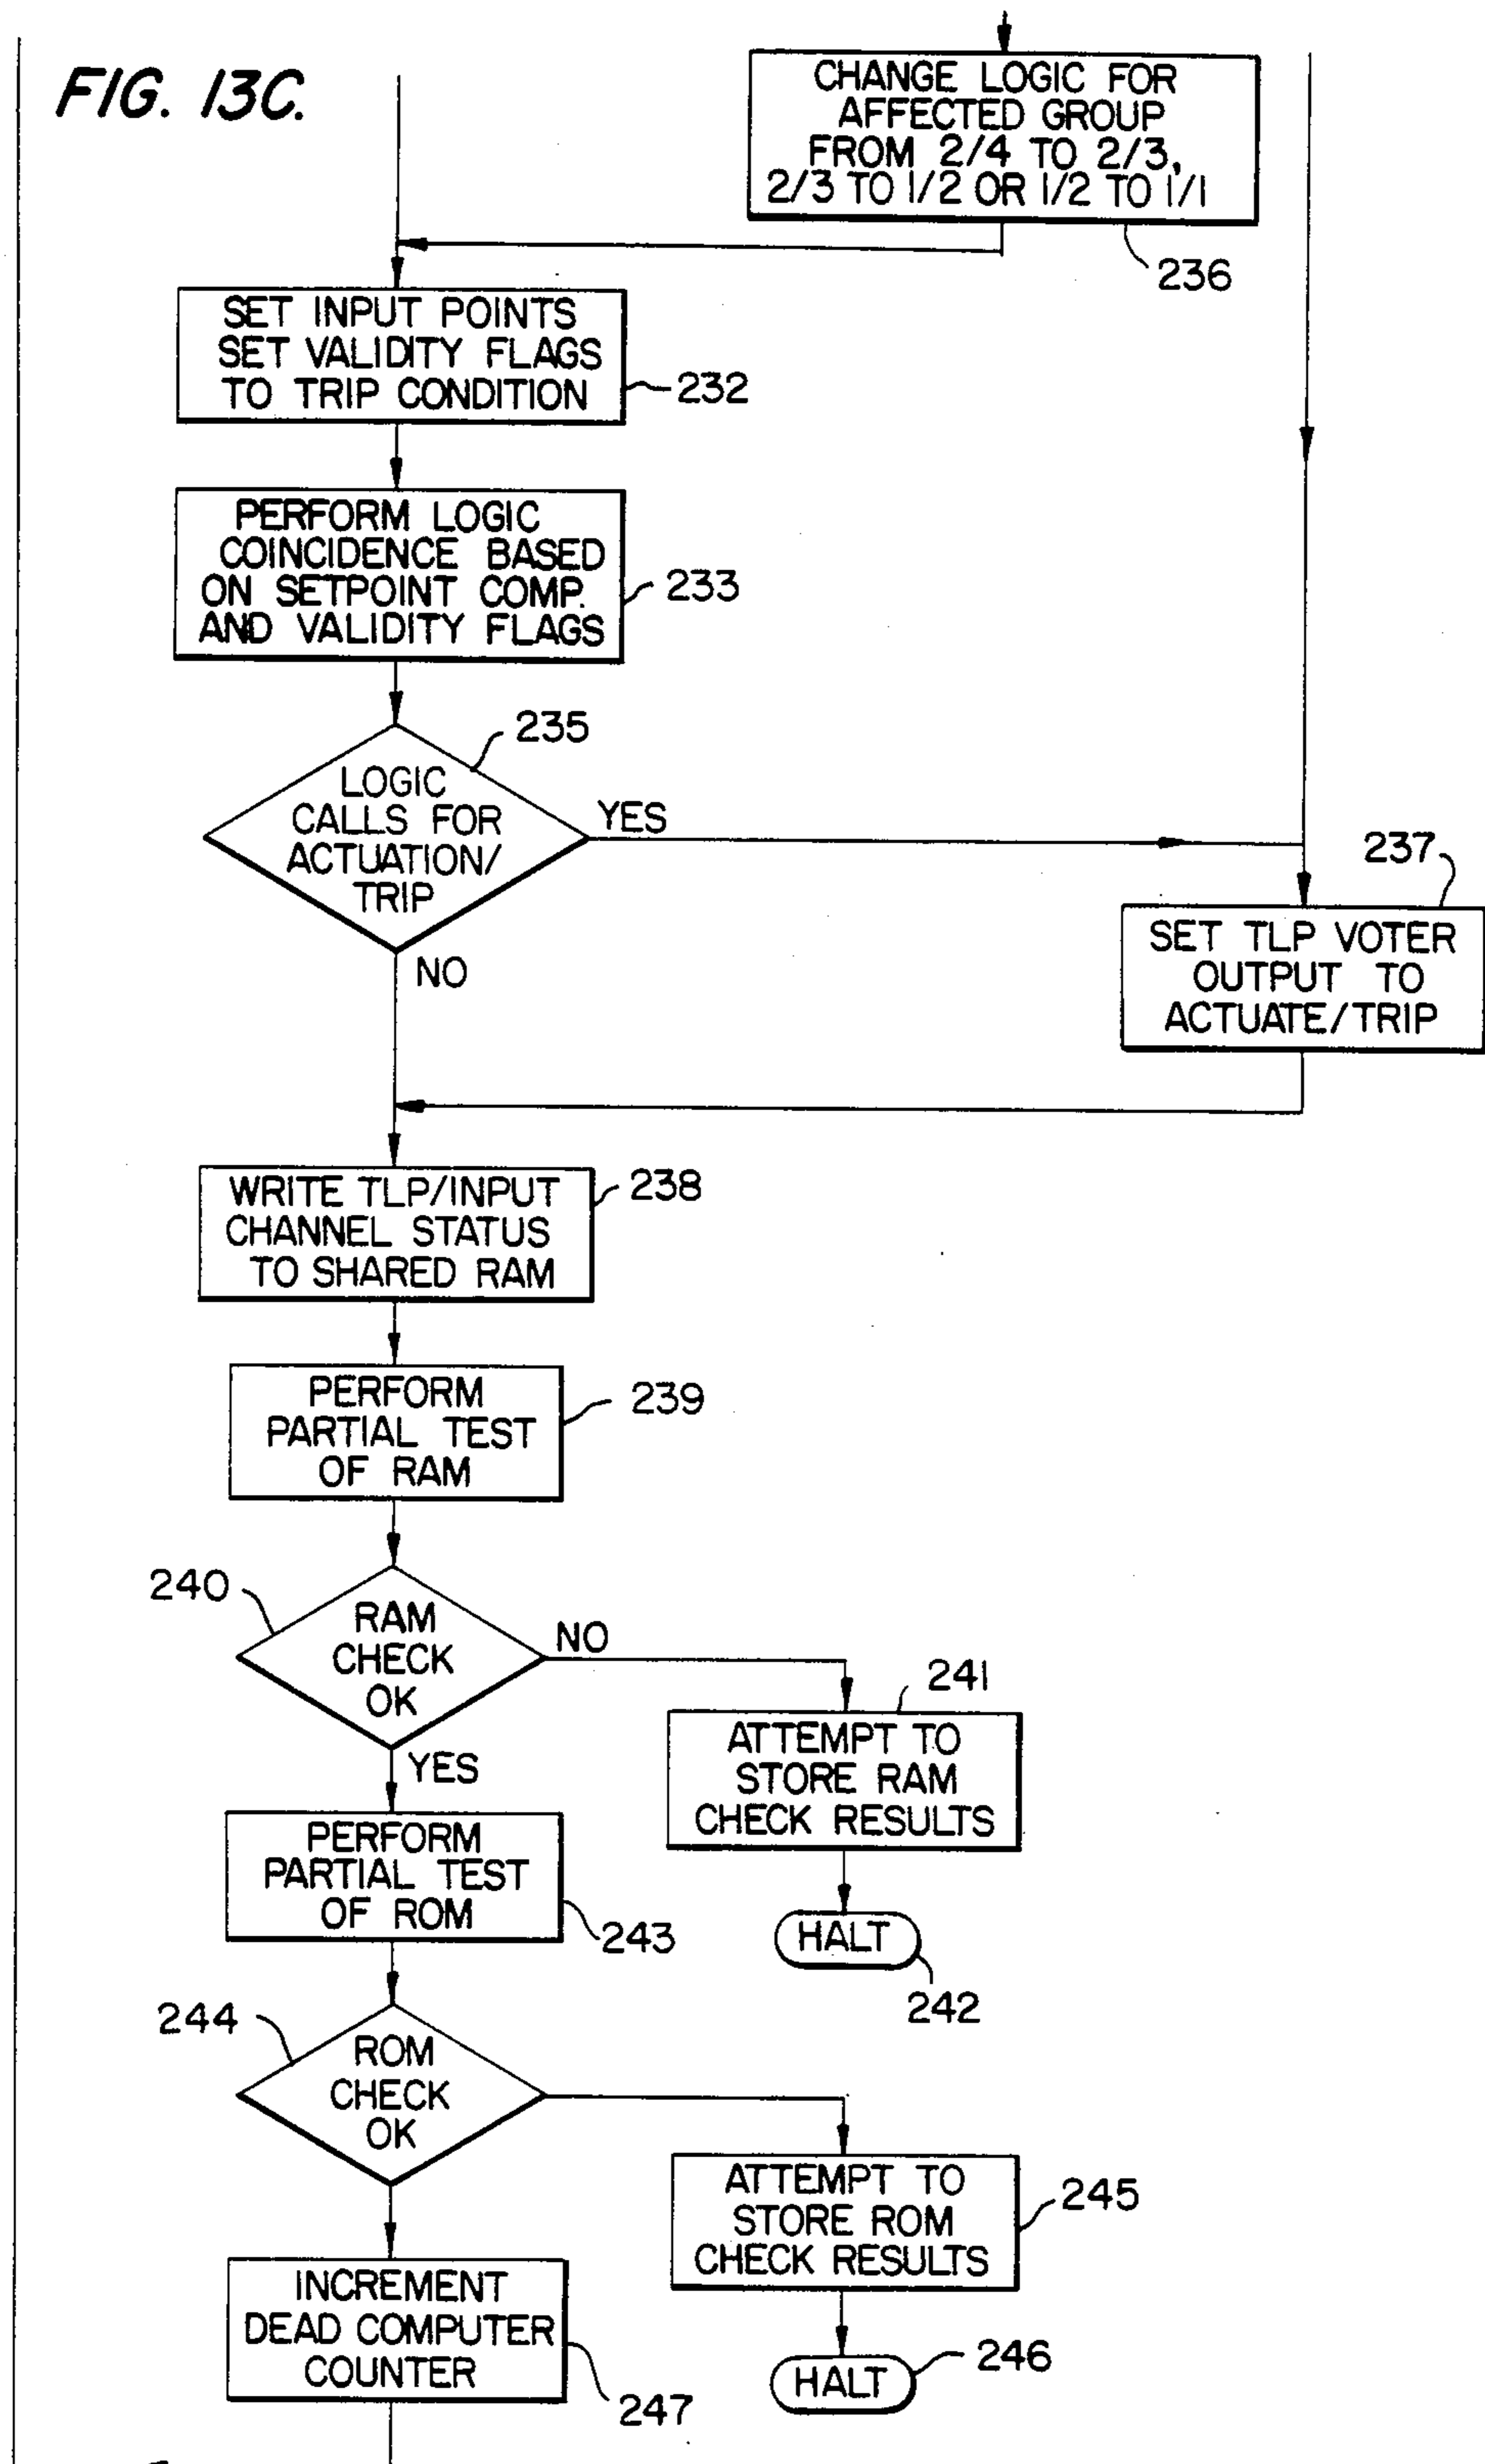 FIG. 13C.
CHANGE LOGIC FOR
AFFECTED GROUP
FROM 2/4 TO 2/3,
2/3 TO 1/2 OR 1/2 TO 1/1
236
SET INPUT POINTS
SET VALIDITY FLAGS
TO TRIP CONDITION
232
PERFORM LOGIC
COINCIDENCE BASED
ON SETPOINT COMP.
AND VALIDITY FLAGS
233
235
LOGIC
CALLS FOR
ACTUATION/
TRIP
YES
NO
237
SET TLP VOTER
OUTPUT TO
ACTUATE/TRIP
WRITE TLP/INPUT
CHANNEL STATUS
TO SHARED RAM
238
PERFORM
PARTIAL TEST
OF RAM
239
240
RAM
CHECK
OK
NO
YES
241
ATTEMPT TO
STORE RAM
CHECK RESULTS
HALT
242
PERFORM
PARTIAL TEST
OF ROM
243
244
ROM
CHECK
OK
ATTEMPT TO
STORE ROM
CHECK RESULTS
245
HALT
246
INCREMENT
DEAD COMPUTER
COUNTER
247